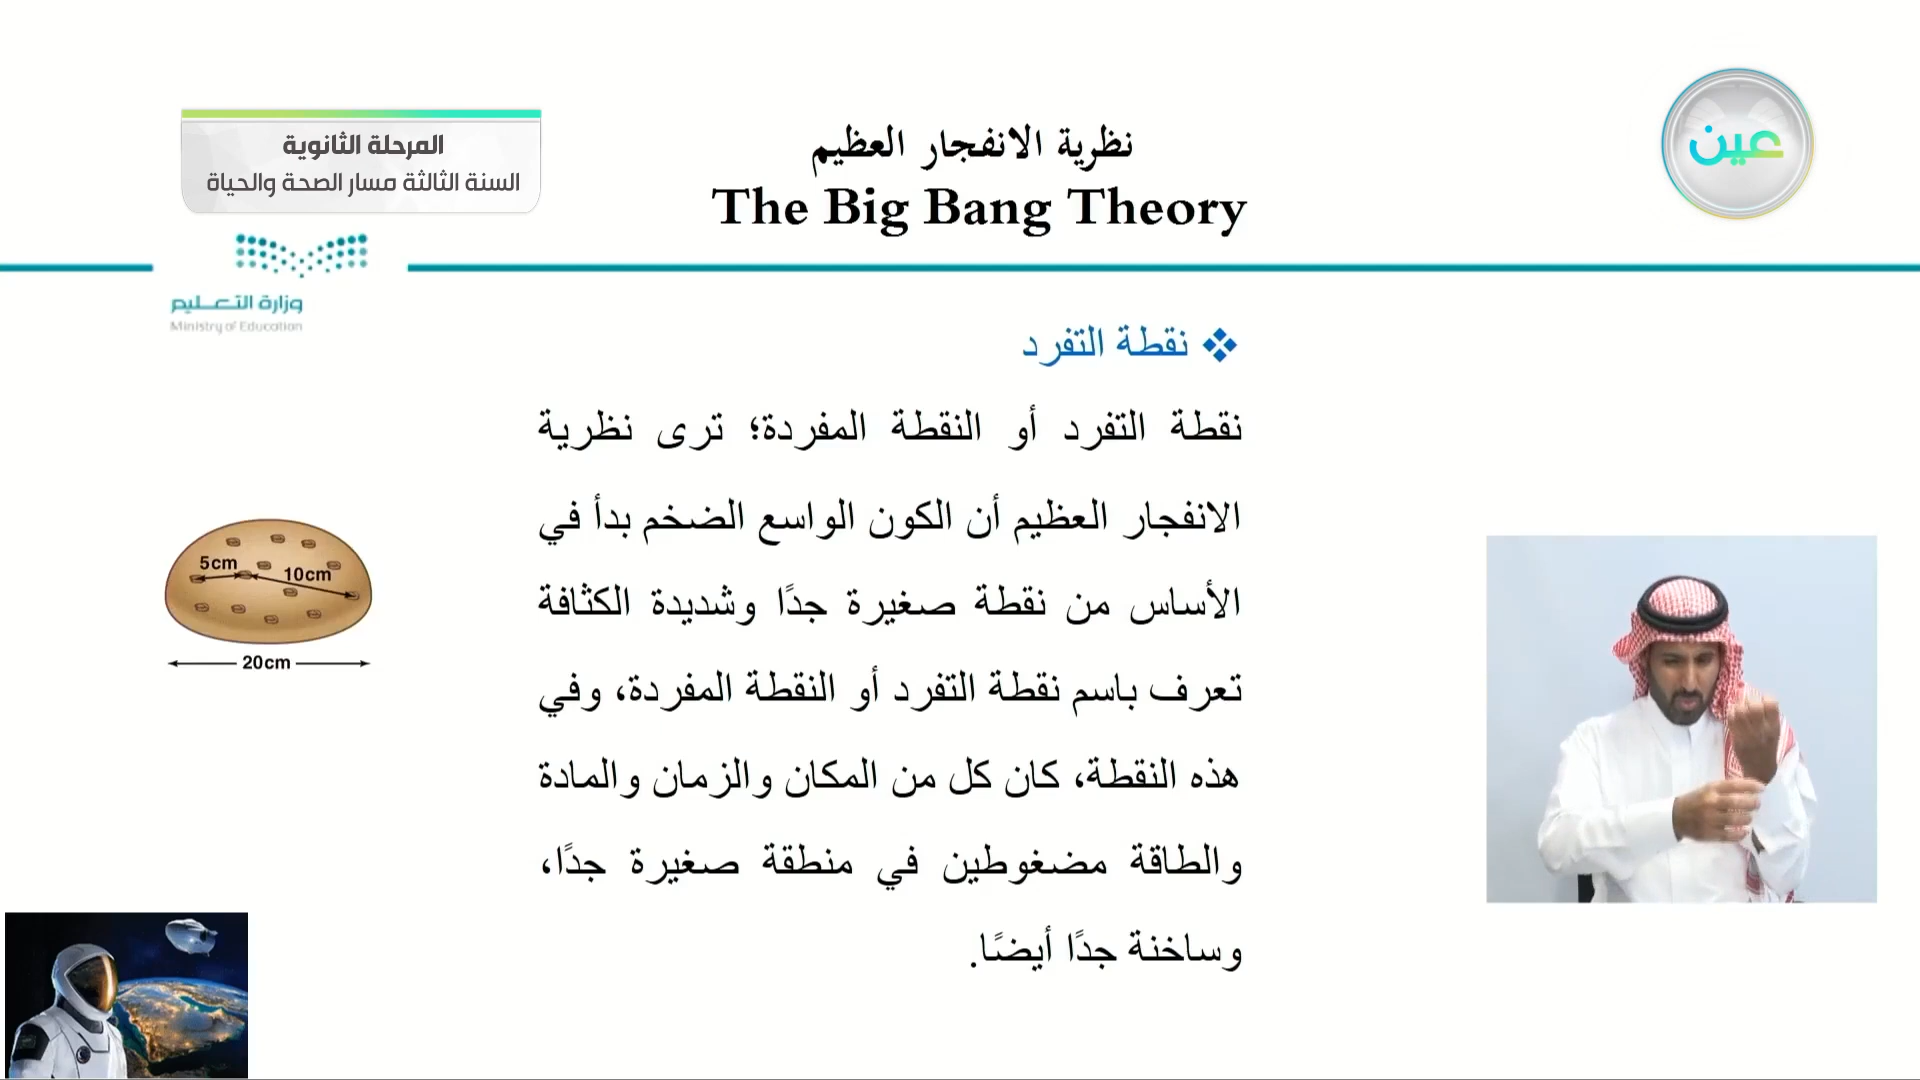 المرحلة الثانوية
السنة الثالثة مسار الصحة والحياة
نظرية الانفجار العظيم
The Big Bang Theory
عين
وزارة التعـــليم
Ministry of Education
❖ نقطة التفرد
نقطة التفرد أو النقطة المفردة؛ ترى نظرية
الانفجار العظيم أن الكون الواسع الضخم بدأ في
الأساس من نقطة صغيرة جدًا وشديدة الكثافة
تعرف باسم نقطة التفرد أو النقطة المفردة، وفي
هذه النقطة، كان كل من المكان والزمان والمادة
والطاقة مضغوطين في منطقة صغيرة جدًا،
وساخنة جدًا أيضًا.
5cm
10cm
20cm